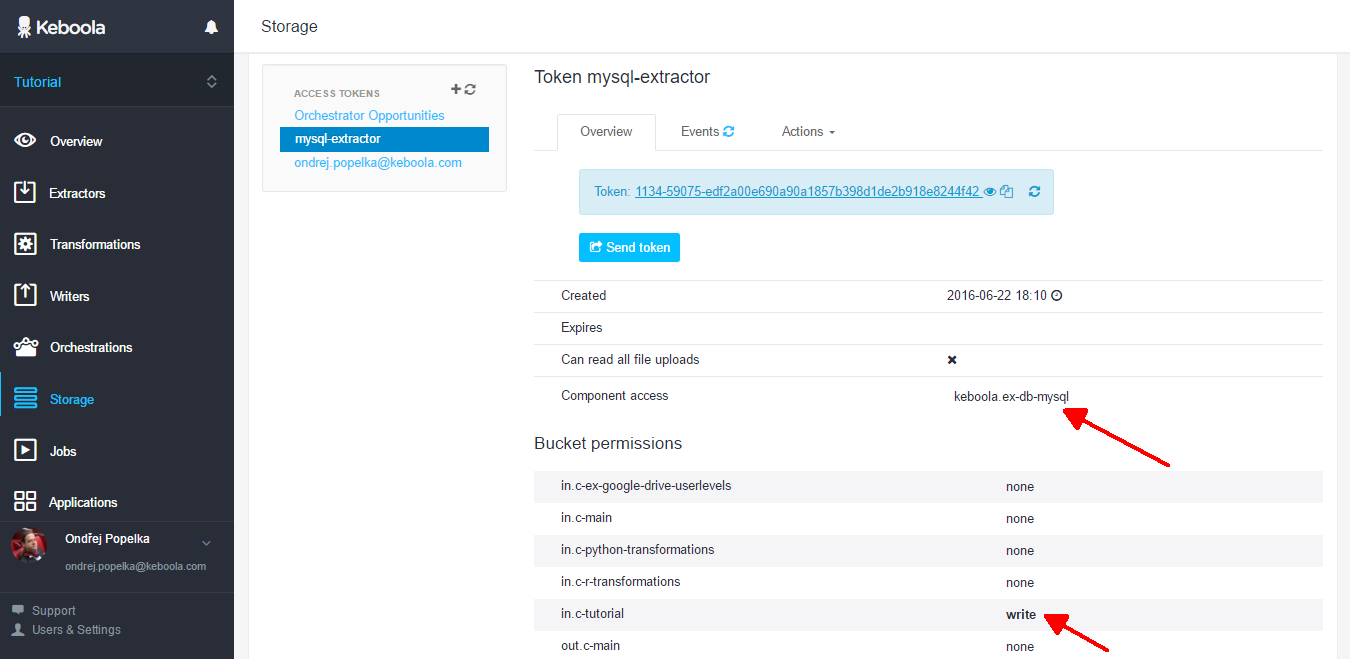 Keboola
Storage
Tutorial
Overview
Extractors
Transformations
Writers
Orchestrations
Storage
Jobs
Applications
Ondřej Popelka
ondrej.popelka@keboola.com
Support
Users & Settings
ACCESS TOKENS
Orchestrator Opportunities
mysql-extractor
ondrej.popelka@keboola.com
Token mysql-extractor
Overview Events Actions
Token: 1134-59075-edf2a00e690a90a1857b398d1de2b918e8244f42
Send token
Created 2016-06-22 18:10
Expires
Can read all file uploads
Component access keboola.ex-db-mysql
Bucket permissions
in.c-ex-google-drive-userlevels none
in.c-main none
in.c-python-transformations none
in.c-r-transformations none
in.c-tutorial write
out.c-main none